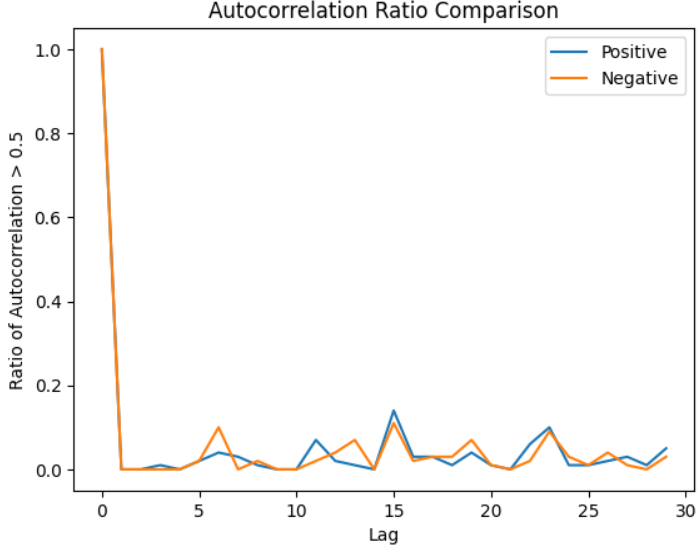 Autocorrelation Ratio Comparison
Positive
Negative
Ratio of Autocorrelation > 0.5
1.0
0.8
0.6
0.4
0.2
0.0
0 5 10 15 20 25 30
Lag